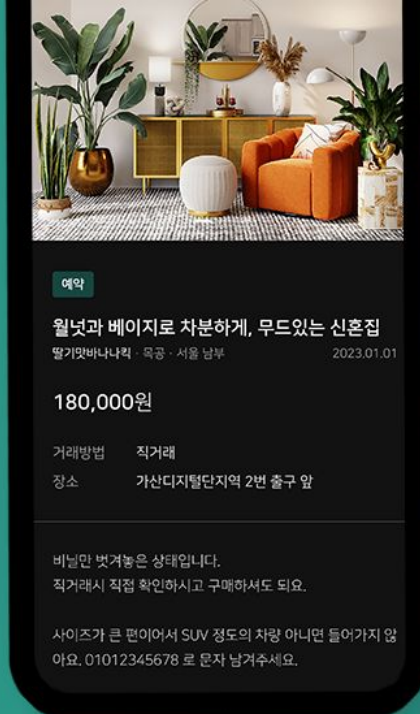 예약
월넛과 베이지로 차분하게, 무드있는 신혼집
딸기맛바나나킥 · 목공 · 서울 남부 2023.01.01
180,000원
거래방법 직거래
장소 가산디지털단지역 2번 출구 앞
비닐만 벗겨놓은 상태입니다.
직거래시 직접 확인하시고 구매하셔도 되요.
사이즈가 큰 편이어서 SUV 정도의 차량 아니면 들어가지 않
아요. 01012345678 로 문자 남겨주세요.